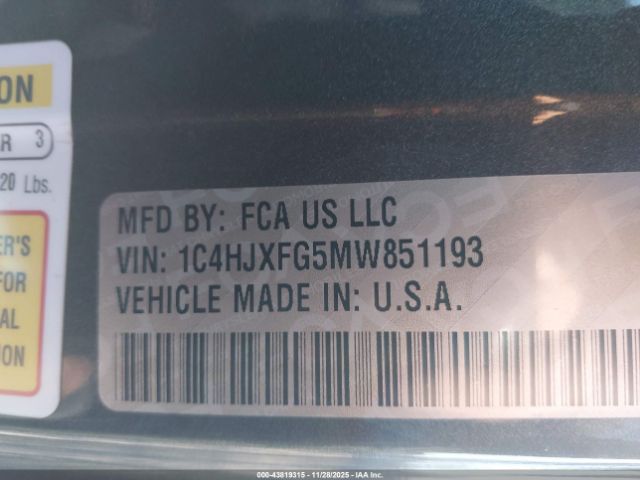 ON
R 3
20 Lbs.
ER'S
FOR
AL
ION
MFD BY: FCA US LLC
VIN: 1C4HJXFG5MW851193
VEHICLE MADE IN: U.S.A.
000-43819315 - 11/28/2025 - IAA Inc.